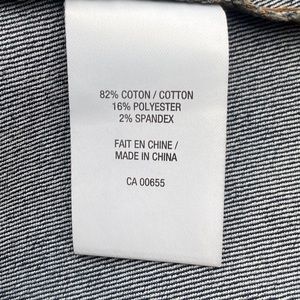 82% COTON / COTTON
16% POLYESTER
2% SPANDEX
FAIT EN CHINE /
MADE IN CHINA
CA 00655